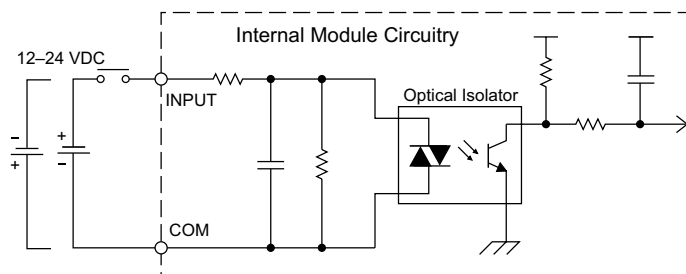 Internal Module Circuitry
12–24 VDC
INPUT
Optical Isolator
-
+
+
-
COM